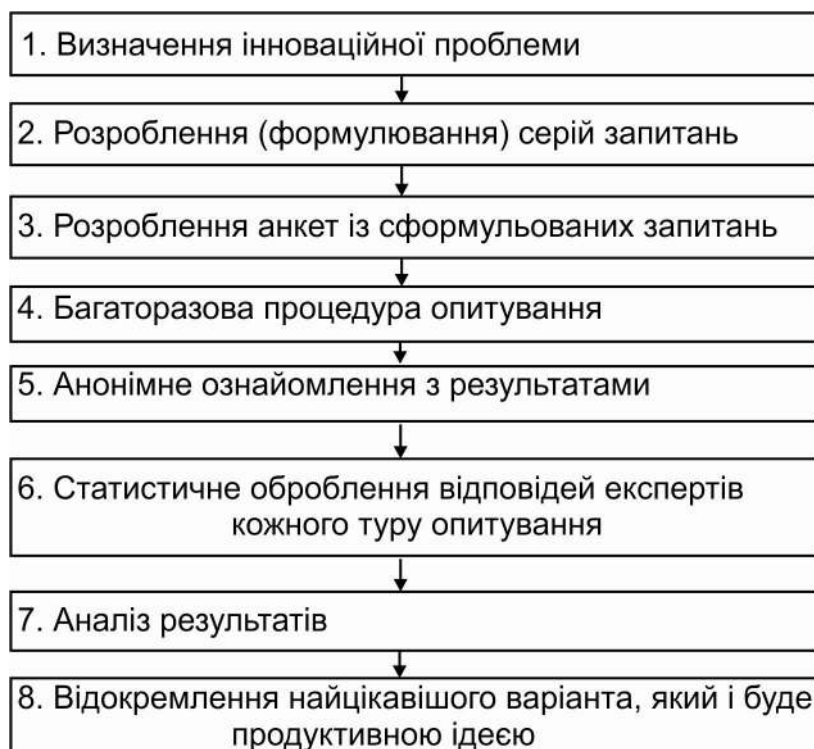 1. Визначення інноваційної проблеми
2. Розроблення (формулювання) серій запитань
3. Розроблення анкет із сформульованих запитань
4. Багаторазова процедура опитування
5. Анонімне ознайомлення з результатами
6. Статистичне оброблення відповідей експертів
кожного туру опитування
7. Аналіз результатів
8. Відокремлення найцікавішого варіанта, який і буде
продуктивною ідеєю